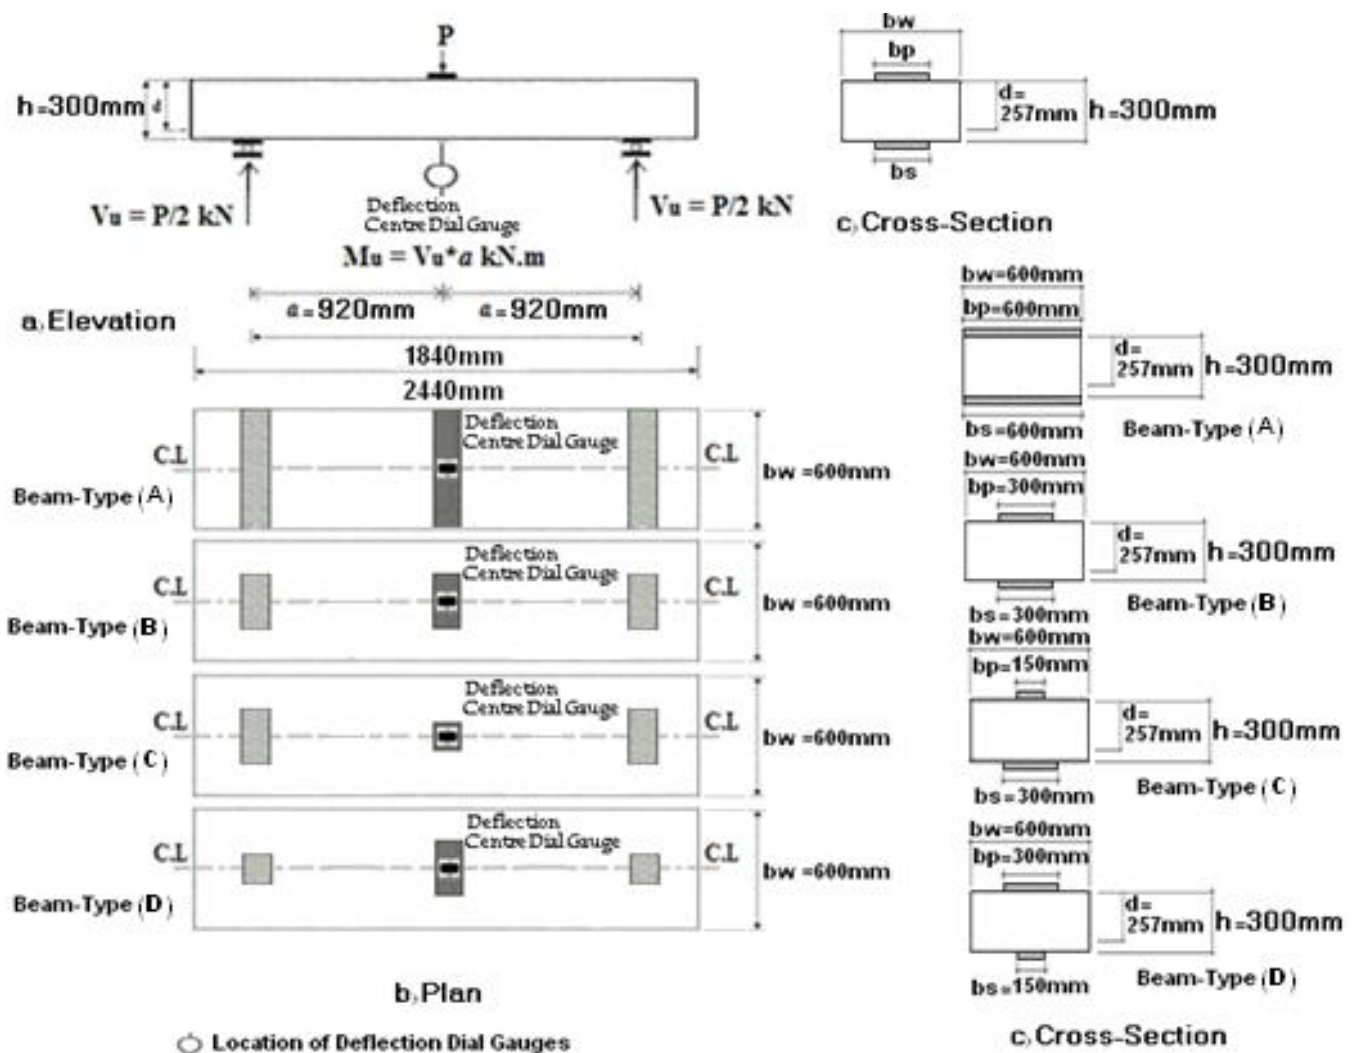 P
h=300mm
d
Vu = P/2 kN
Vu = P/2 kN
Deflection
Centre Dial Gauge
Mu = Vu*a kN.m
a=920mm
a=920mm
a).Elevation
1840mm
2440mm
bw
bp
d=
257mm
h=300mm
bs
c).Cross-Section
Deflection
Centre Dial Gauge
C.L
C.L
bw =600mm
Beam-Type (A)
Deflection
Centre Dial Gauge
C.L
C.L
bw =600mm
Beam-Type (B)
Deflection
Centre Dial Gauge
C.L
C.L
bw =600mm
Beam-Type (C)
Deflection
Centre Dial Gauge
C.L
C.L
bw =600mm
Beam-Type (D)
b).Plan
Location of Deflection Dial Gauges
bw=600mm
bp=600mm
d=
257mm
h=300mm
bs=600mm
Beam-Type (A)
bw=600mm
bp=300mm
d=
257mm
h=300mm
bs=300mm
Beam-Type (B)
bw=600mm
bp=150mm
d=
257mm
h=300mm
bs=300mm
Beam-Type (C)
bw=600mm
bp=300mm
d=
257mm
h=300mm
bs=150mm
Beam-Type (D)
c).Cross-Section